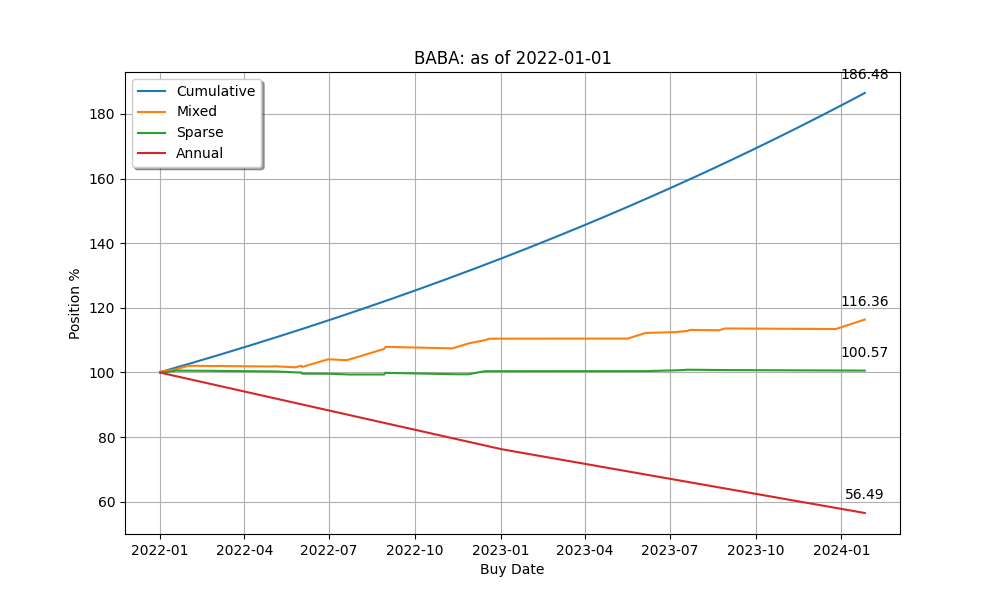 BABA: as of 2022-01-01
Cumulative
Mixed
Sparse
Annual
186.48
116.36
100.57
56.49
Position %
180
160
140
120
100
80
60
2022-01 2022-04 2022-07 2022-10 2023-01 2023-04 2023-07 2023-10 2024-01
Buy Date